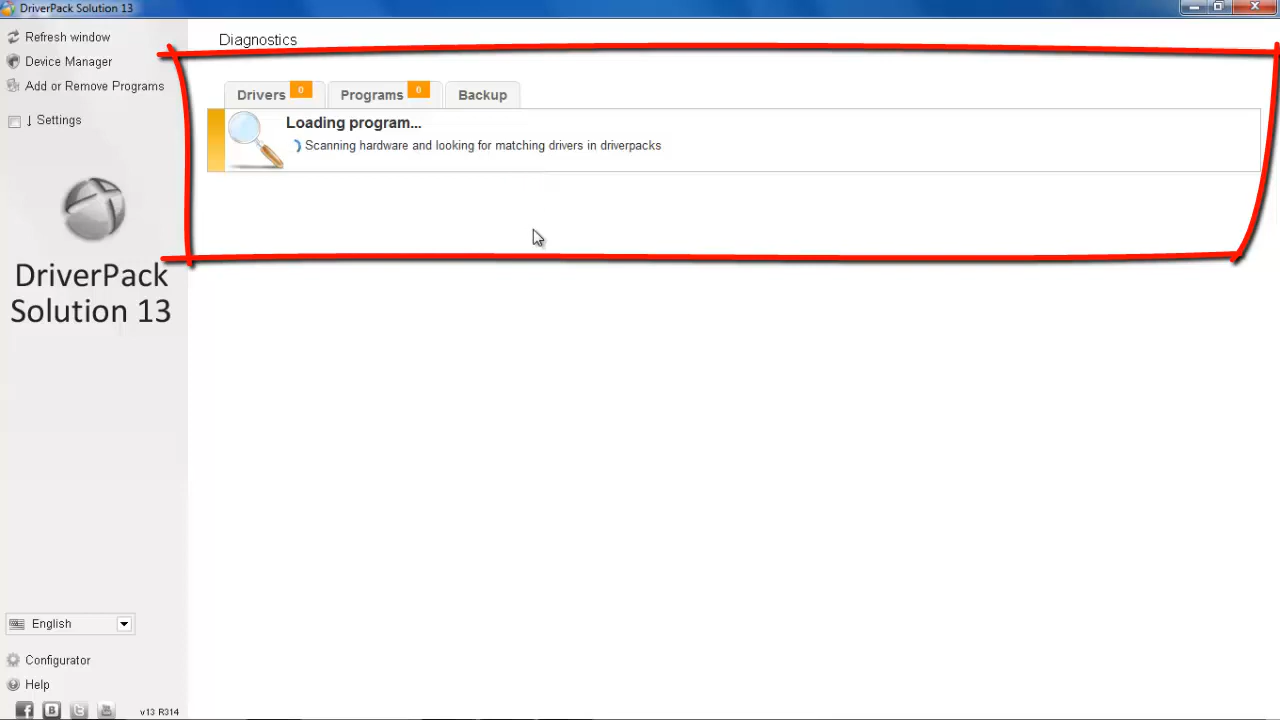 DriverPack Solution 13
Refresh window
Device Manager
Add or Remove Programs
↓ Settings
DriverPack
Solution 13
English
Configurator
Help
v13 R314
Diagnostics
Drivers 0
Programs 0
Backup
Loading program...
Scanning hardware and looking for matching drivers in driverpacks